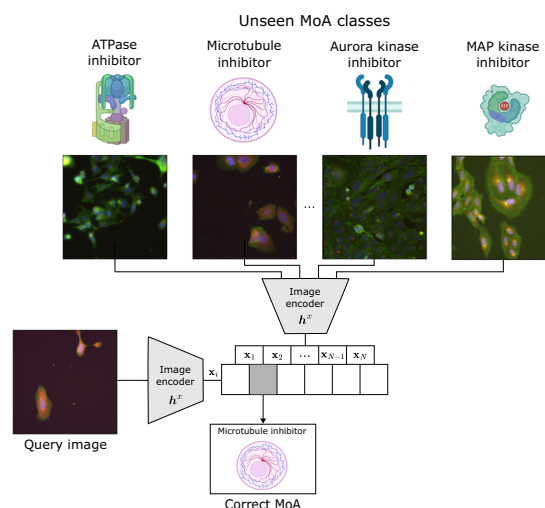 Unseen MoA classes
ATPase
inhibitor
Microtubule
inhibitor
Aurora kinase
inhibitor
MAP kinase
inhibitor
STOP
...
Image
encoder
h^x
x_1 x_2 ... x_{N−1} x_N
x_i
Image
encoder
h^x
Query image
Microtubule inhibitor
Correct MoA